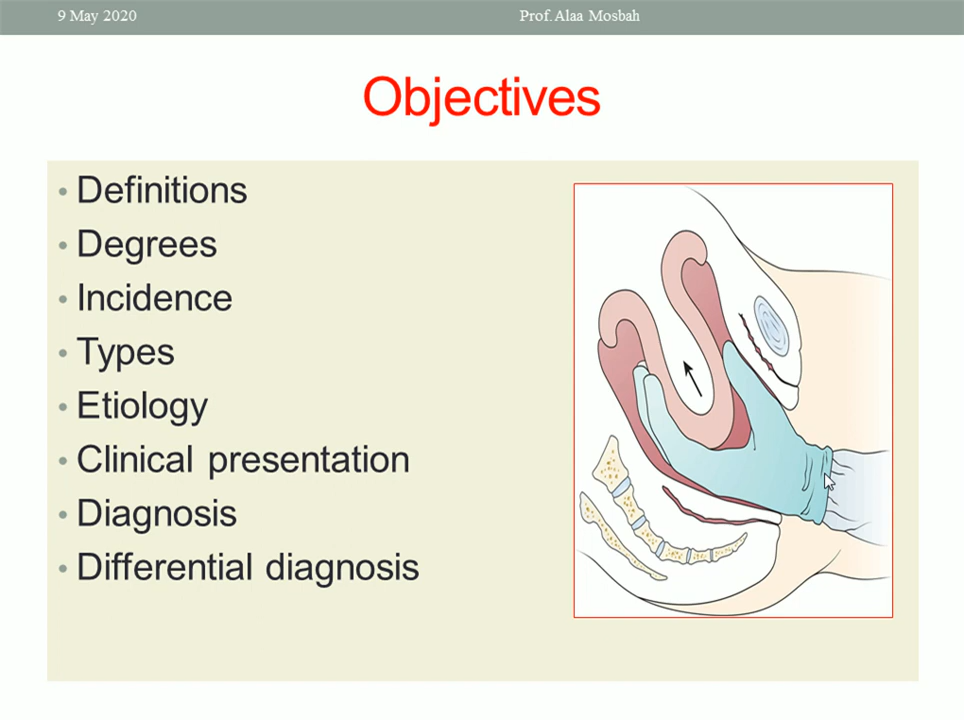 9 May 2020
Prof.Alaa Mosbah
Objectives
• Definitions
• Degrees
• Incidence
• Types
• Etiology
• Clinical presentation
• Diagnosis
• Differential diagnosis